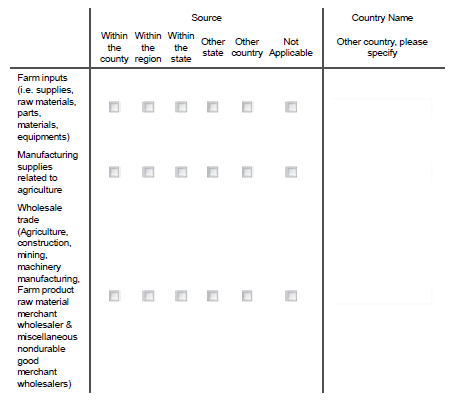 Source
Country Name
Within the county
Within the region
Within the state
Other state
Other country
Not Applicable
Other country, please specify
Farm inputs
(i.e. supplies,
raw materials,
parts,
materials,
equipments)
Manufacturing
supplies
related to
agriculture
Wholesale
trade
(Agriculture,
construction,
mining,
machinery
manufacturing,
Farm product
raw material
merchant
wholesaler &
miscellaneous
nondurable
good
merchant
wholesalers)